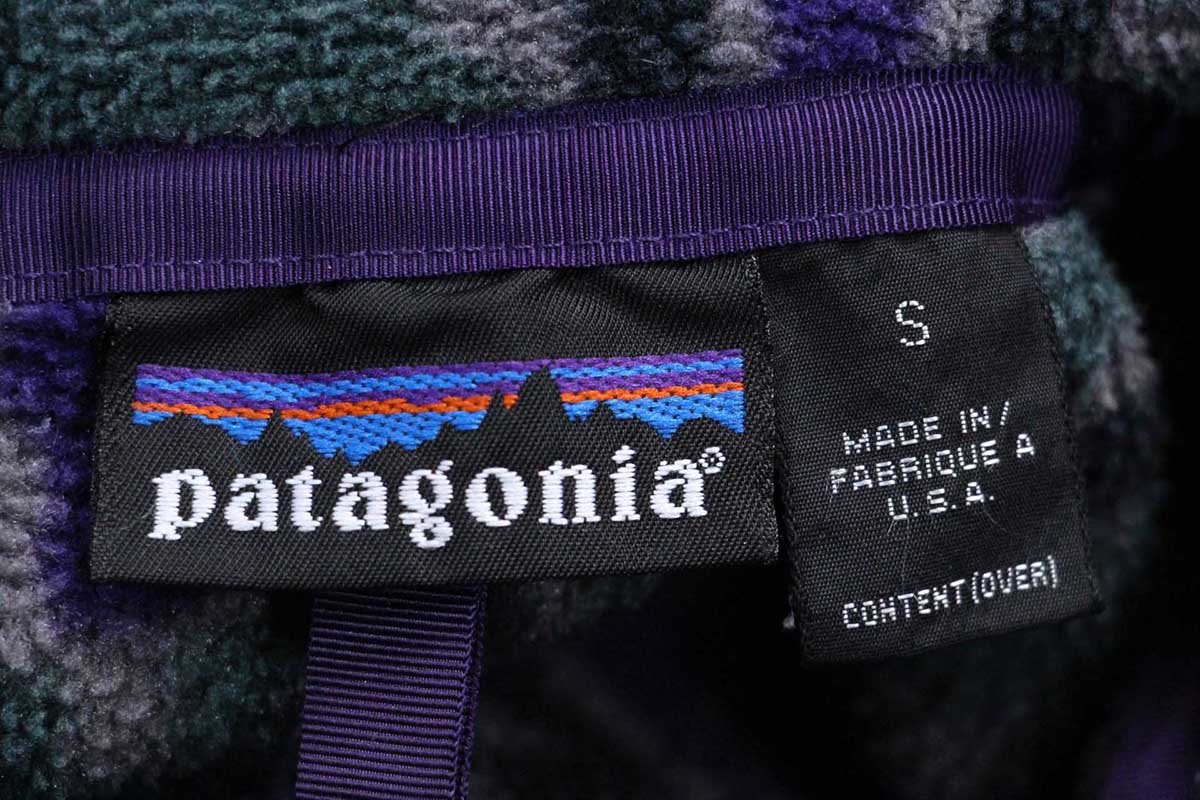 patagonia®
S
MADE IN/
FABRIQUE A
U.S.A.
CONTENT(OVER)